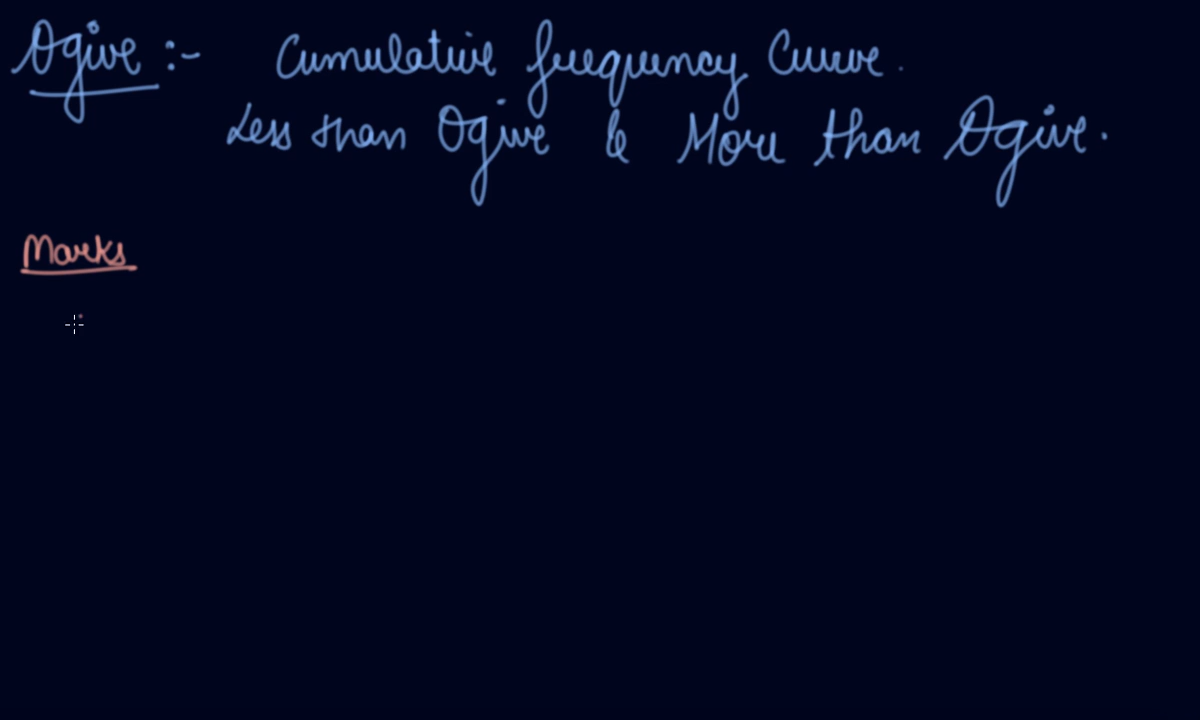 Ogive :- Cumulative frequency Curve.
Less than Ogive & More than Ogive.
Marks